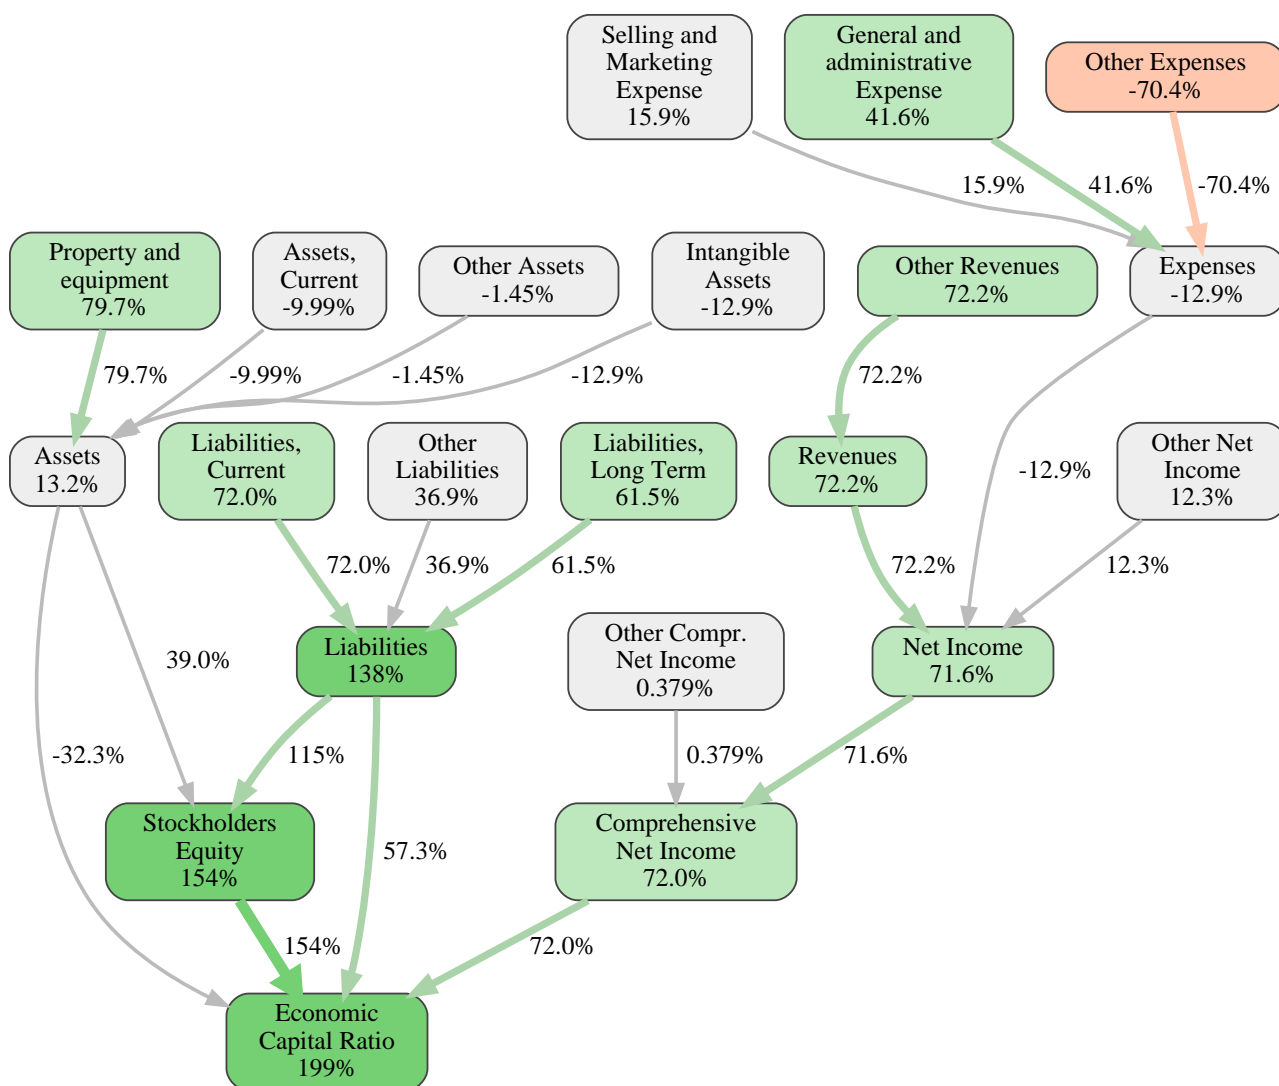 Selling and
Marketing
Expense
15.9%
General and
administrative
Expense
41.6%
Other Expenses
-70.4%
15.9%
41.6%
-70.4%
Property and
equipment
79.7%
Assets,
Current
-9.99%
Other Assets
-1.45%
Intangible
Assets
-12.9%
Other Revenues
72.2%
Expenses
-12.9%
79.7%
-9.99%
-1.45%
-12.9%
72.2%
Assets
13.2%
Liabilities,
Current
72.0%
Other
Liabilities
36.9%
Liabilities,
Long Term
61.5%
Revenues
72.2%
-12.9%
Other Net
Income
12.3%
72.0%
36.9%
61.5%
72.2%
12.3%
39.0%
Liabilities
138%
Other Compr.
Net Income
0.379%
Net Income
71.6%
-32.3%
115%
0.379%
71.6%
Stockholders
Equity
154%
57.3%
Comprehensive
Net Income
72.0%
154%
72.0%
Economic
Capital Ratio
199%